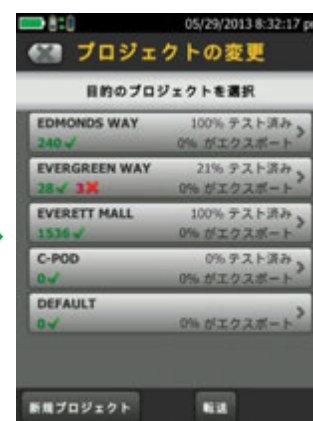 05/29/2013 8:32:17 p
プロジェクトの変更
目的のプロジェクトを選択
EDMONDS WAY 100% テスト済み
240 ✓ 0% がエクスポート
EVERGREEN WAY 21% テスト済み
28 ✓ 3 ✖ 0% がエクスポート
EVERETT MALL 100% テスト済み
1536 ✓ 0% がエクスポート
C-POD 0% テスト済み
0 ✓ 0% がエクスポート
DEFAULT
0 ✓ 0% がエクスポート
新規プロジェクト 転送